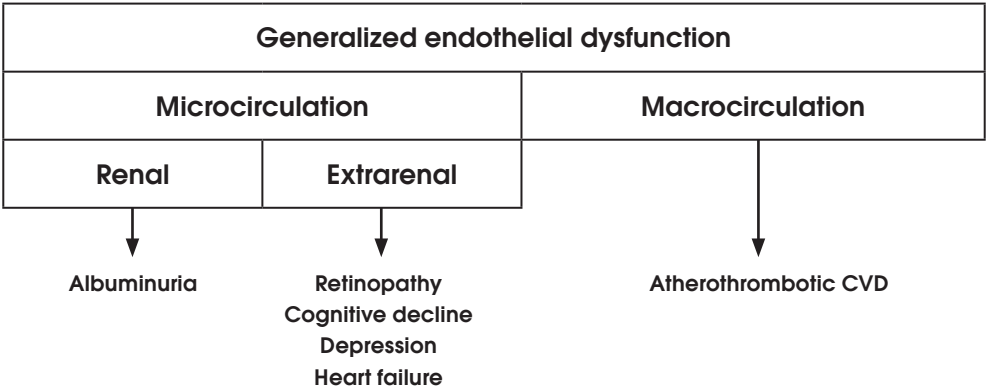 Generalized endothelial dysfunction
Microcirculation
Macrocirculation
Renal
Extrarenal
Albuminuria
Retinopathy
Cognitive decline
Depression
Heart failure
Atherothrombotic CVD